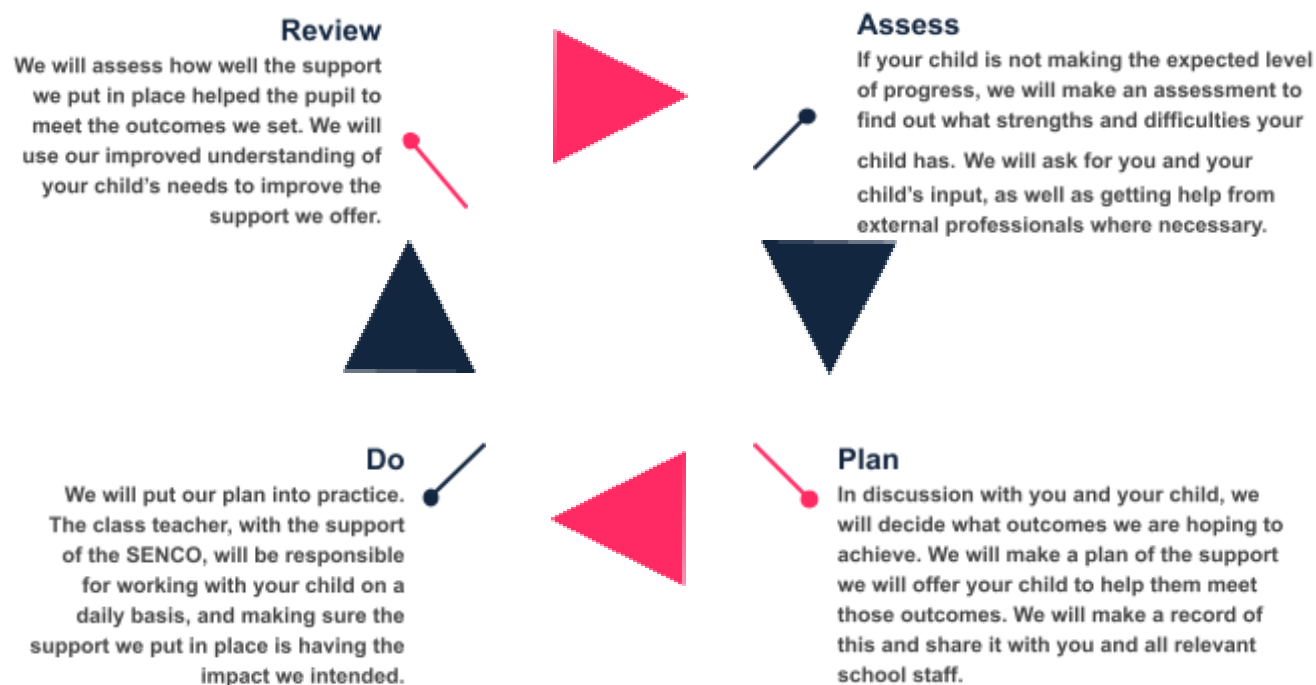 Review
We will assess how well the support
we put in place helped the pupil to
meet the outcomes we set. We will
use our improved understanding of
your child's needs to improve the
support we offer.
Assess
If your child is not making the expected level
of progress, we will make an assessment to
find out what strengths and difficulties your
child has. We will ask for you and your
child's input, as well as getting help from
external professionals where necessary.
Do
We will put our plan into practice.
The class teacher, with the support
of the SENCO, will be responsible
for working with your child on a
daily basis, and making sure the
support we put in place is having the
impact we intended.
Plan
In discussion with you and your child, we
will decide what outcomes we are hoping to
achieve. We will make a plan of the support
we will offer your child to help them meet
those outcomes. We will make a record of
this and share it with you and all relevant
school staff.